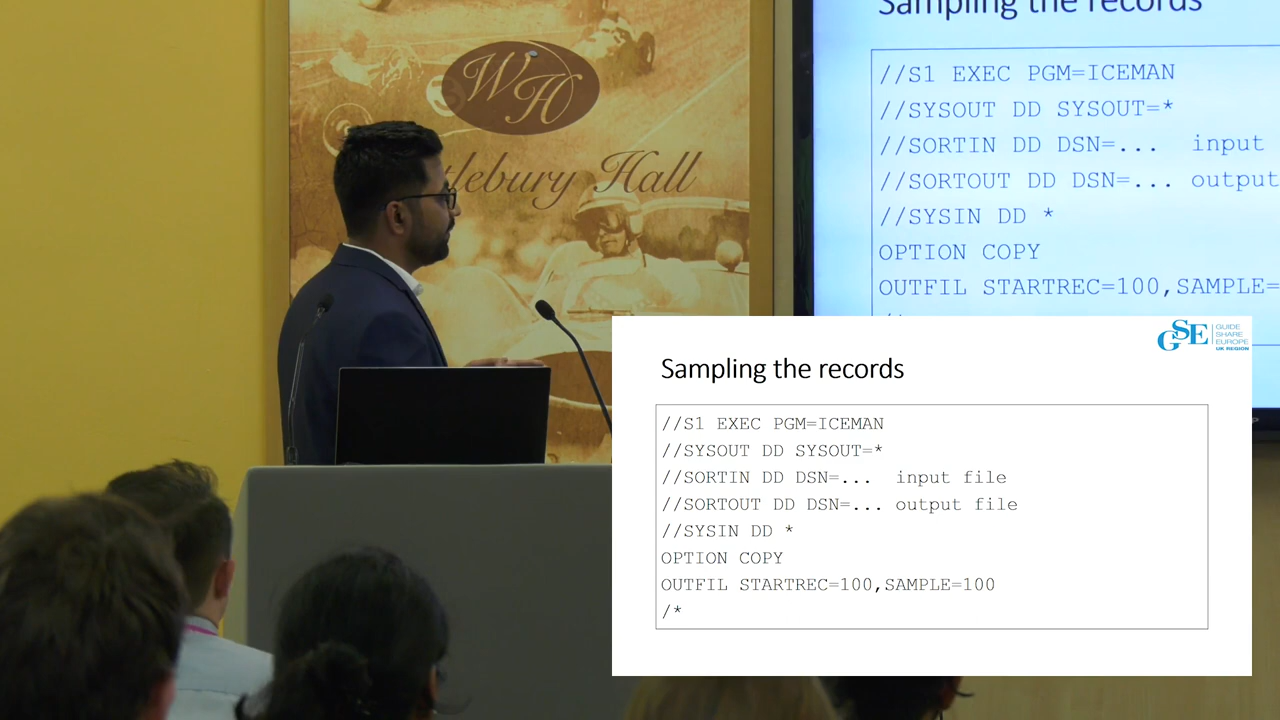 WH
tlebury Hall
Sampling the records
//S1 EXEC PGM=ICEMAN
//SYSOUT DD SYSOUT=*
//SORTIN DD DSN=... input
//SORTOUT DD DSN=... output
//SYSIN DD *
OPTION COPY
OUTFIL STARTREC=100,SAMPLE=
GSE GUIDE
SHARE
EUROPE
UK REGION
Sampling the records
//S1 EXEC PGM=ICEMAN
//SYSOUT DD SYSOUT=*
//SORTIN DD DSN=... input file
//SORTOUT DD DSN=... output file
//SYSIN DD *
OPTION COPY
OUTFIL STARTREC=100,SAMPLE=100
/*